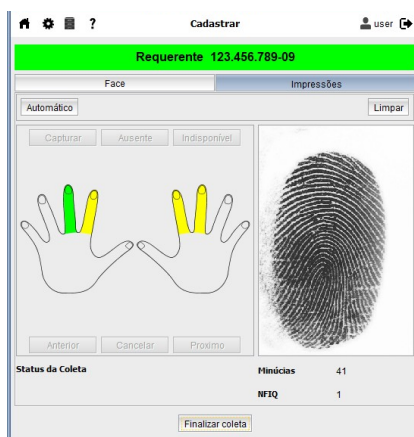 ? Cadastrar user
Requerente 123.456.789-09
Face Impressões
Automático Limpar
Capturar Ausente Indisponível
Anterior Cancelar Proximo
Status da Coleta Minúcias 41
NFIQ 1
Finalizar coleta